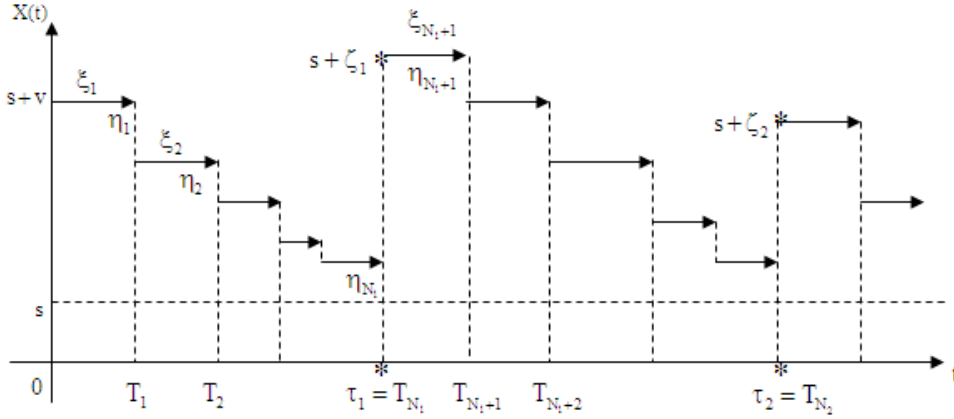 X(t)
ξ_{N_1+1}
s+ζ_1 *
ξ_1
η_{N_1+1}
s+v
η_1
ξ_2
s+ζ_2 *
η_2
η_{N_1}
s
*
*
t
0
T_1
T_2
τ_1 = T_{N_1}
T_{N_1+1}
T_{N_1+2}
τ_2 = T_{N_2}